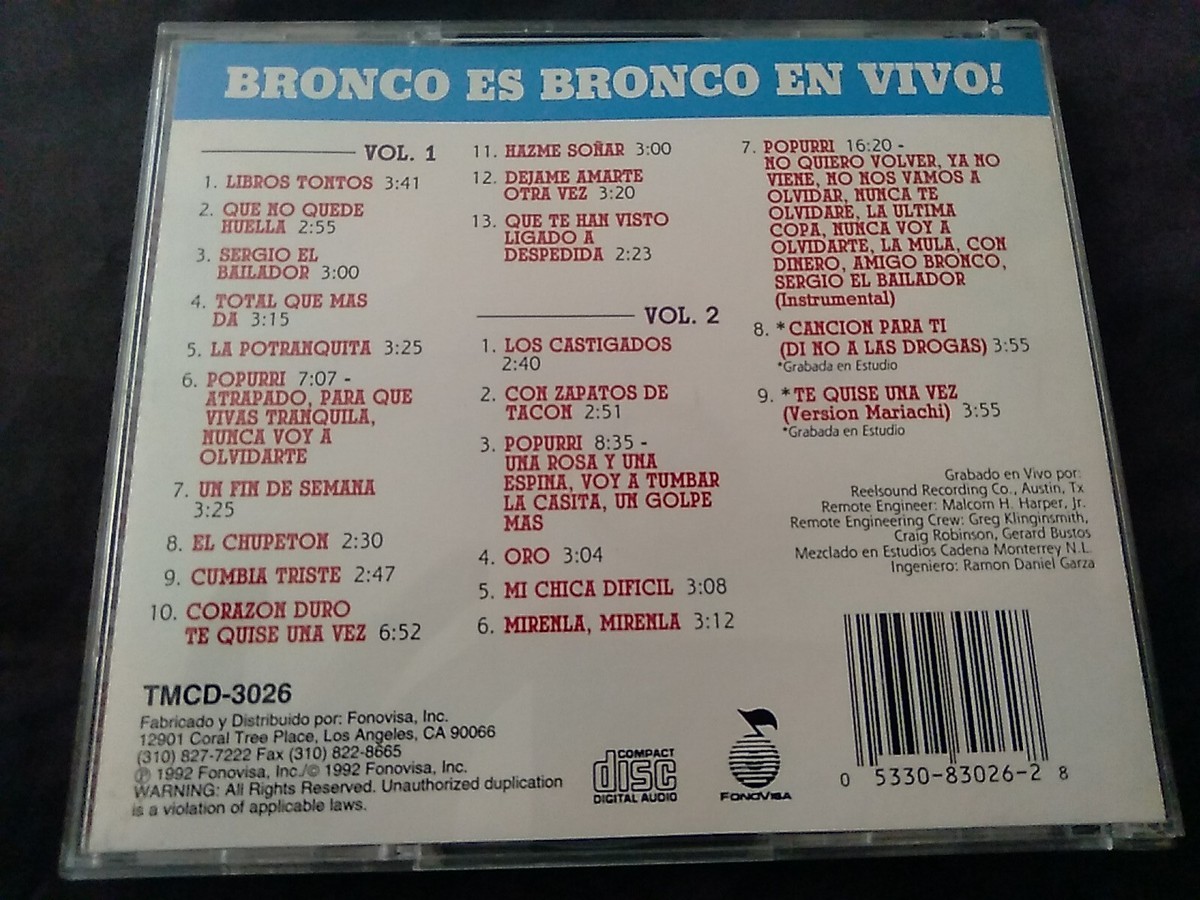 BRONCO ES BRONCO EN VIVO!
VOL. 1
1. LIBROS TONTOS 3:41
2. QUE NO QUEDE
HUELLA 2:55
3. SERGIO EL
BAILADOR 3:00
4. TOTAL QUE MAS
DA 3:15
5. LA POTRANQUITA 3:25
6. POPURRI 7:07 -
ATRAPADO, PARA QUE
VIVAS TRANQUILA,
NUNCA VOY A
OLVIDARTE
7. UN FIN DE SEMANA
3:25
8. EL CHUPETON 2:30
9. CUMBIA TRISTE 2:47
10. CORAZON DURO
TE QUISE UNA VEZ 6:52
11. HAZME SOÑAR 3:00
12. DEJAME AMARTE
OTRA VEZ 3:20
13. QUE TE HAN VISTO
LIGADO A
DESPEDIDA 2:23
VOL. 2
1. LOS CASTIGADOS
2:40
2. CON ZAPATOS DE
TACON 2:51
3. POPURRI 8:35 -
UNA ROSA Y UNA
ESPINA, VOY A TUMBAR
LA CASITA, UN GOLPE
MAS
4. ORO 3:04
5. MI CHICA DIFICIL 3:08
6. MIRENLA, MIRENLA 3:12
7. POPURRI 16:20 -
NO QUIERO VOLVER, YA NO
VIENE, NO NOS VAMOS A
OLVIDAR, NUNCA TE
OLVIDARE, LA ULTIMA
COPA, NUNCA VOY A
OLVIDARTE, LA MULA, CON
DINERO, AMIGO BRONCO,
SERGIO EL BAILADOR
(Instrumental)
8. *CANCION PARA TI
(DI NO A LAS DROGAS) 3:55
*Grabada en Estudio
9. *TE QUISE UNA VEZ
(Version Mariachi) 3:55
*Grabada en Estudio
Grabado en Vivo por:
Reelsound Recording Co., Austin, Tx
Remote Engineer: Malcom H. Harper, Jr.
Remote Engineering Crew: Greg Klinginsmith,
Craig Robinson, Gerard Bustos
Mezclado en Estudios Cadena Monterrey N.L.
Ingeniero: Ramon Daniel Garza
TMCD-3026
Fabricado y Distribuido por: Fonovisa, Inc.
12901 Coral Tree Place, Los Angeles, CA 90066
(310) 827-7222 Fax (310) 822-8665
℗ 1992 Fonovisa, Inc./© 1992 Fonovisa, Inc.
WARNING: All Rights Reserved. Unauthorized duplication
is a violation of applicable laws.
COMPACT
disc
DIGITAL AUDIO
FONOVISA
0 5330-83026-2 8